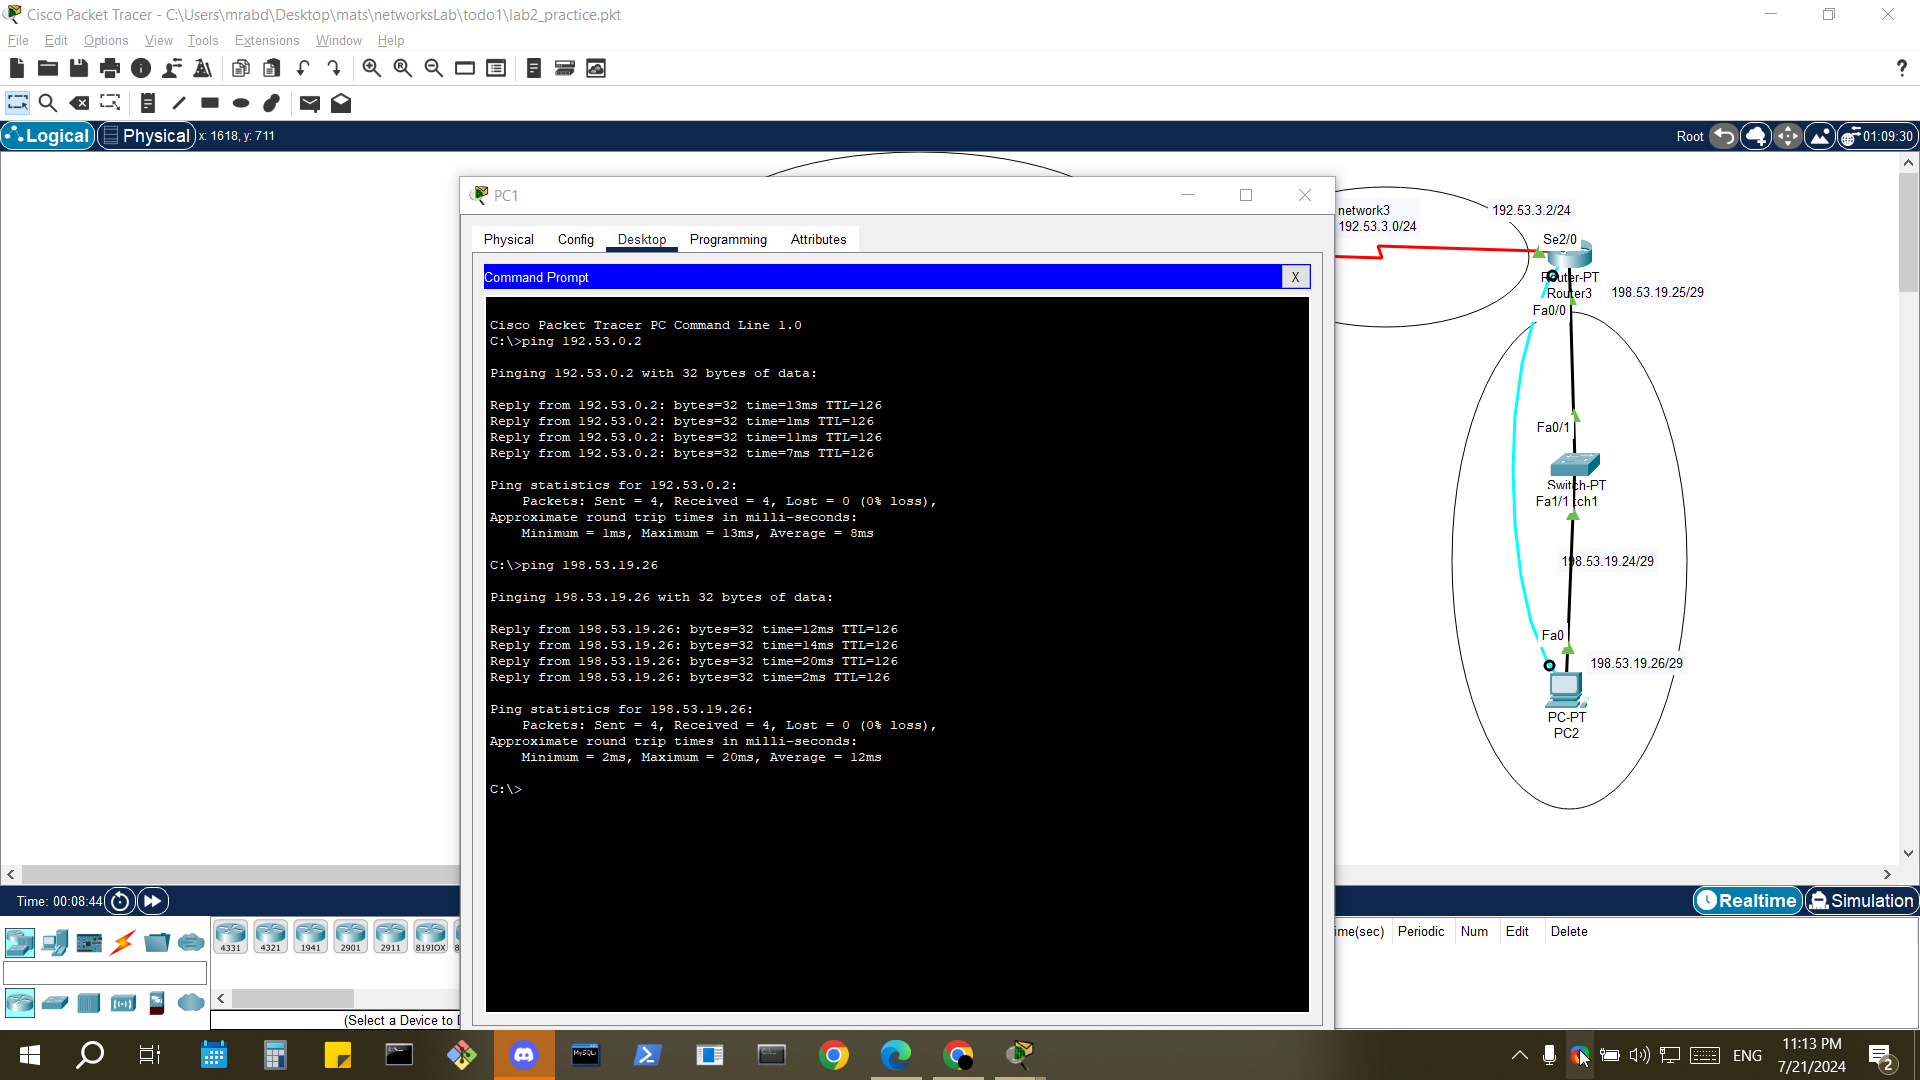 Cisco Packet Tracer - C:\Users\mrabd\Desktop\mats\networksLab\todo1\lab2_practice.pkt
File Edit Options View Tools Extensions Window Help
?
Logical Physical x: 1618, y: 711
Root 01:09:30
PC1
Physical Config Desktop Programming Attributes
Command Prompt X
Cisco Packet Tracer PC Command Line 1.0
C:\>ping 192.53.0.2
Pinging 192.53.0.2 with 32 bytes of data:
Reply from 192.53.0.2: bytes=32 time=13ms TTL=126
Reply from 192.53.0.2: bytes=32 time=1ms TTL=126
Reply from 192.53.0.2: bytes=32 time=11ms TTL=126
Reply from 192.53.0.2: bytes=32 time=7ms TTL=126
Ping statistics for 192.53.0.2:
Packets: Sent = 4, Received = 4, Lost = 0 (0% loss),
Approximate round trip times in milli-seconds:
Minimum = 1ms, Maximum = 13ms, Average = 8ms
C:\>ping 198.53.19.26
Pinging 198.53.19.26 with 32 bytes of data:
Reply from 198.53.19.26: bytes=32 time=12ms TTL=126
Reply from 198.53.19.26: bytes=32 time=14ms TTL=126
Reply from 198.53.19.26: bytes=32 time=20ms TTL=126
Reply from 198.53.19.26: bytes=32 time=2ms TTL=126
Ping statistics for 198.53.19.26:
Packets: Sent = 4, Received = 4, Lost = 0 (0% loss),
Approximate round trip times in milli-seconds:
Minimum = 2ms, Maximum = 20ms, Average = 12ms
C:\>
network3
192.53.3.0/24
192.53.3.2/24
Se2/0
Router-PT
Router3
198.53.19.25/29
Fa0/0
Fa0/1
Switch-PT
Fa1/1 tch1
198.53.19.24/29
Fa0
198.53.19.26/29
PC-PT
PC2
Time: 00:08:44
Realtime Simulation
4331 4321 1941 2901 2911 819IOX 8
(Select a Device to D
ime(sec) Periodic Num Edit Delete
MySQL
ENG
11:13 PM
7/21/2024
2